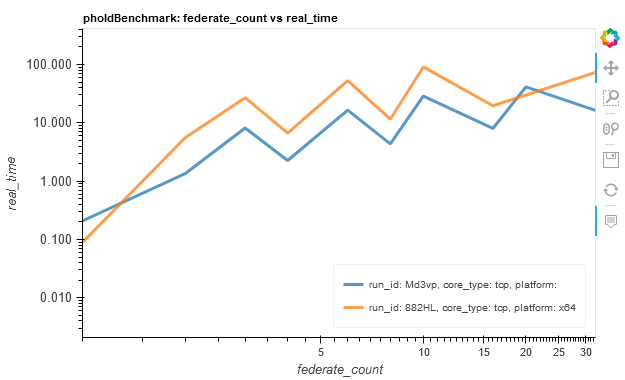 pholdBenchmark: federate_count vs real_time
100.000
10.000
1.000
0.100
0.010
real_time
run_id: Md3vp, core_type: tcp, platform:
run_id: 882HL, core_type: tcp, platform: x64
5
10
15
20
25
30
federate_count